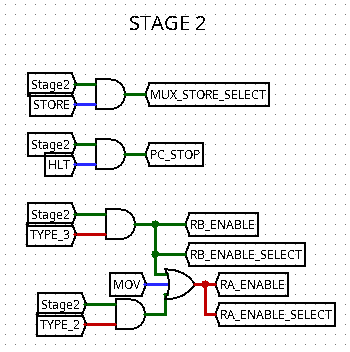 STAGE 2
Stage2
STORE
MUX_STORE_SELECT
Stage2
HLT
PC_STOP
Stage2
TYPE_3
RB_ENABLE
RB_ENABLE_SELECT
MOV
RA_ENABLE
Stage2
TYPE_2
RA_ENABLE_SELECT